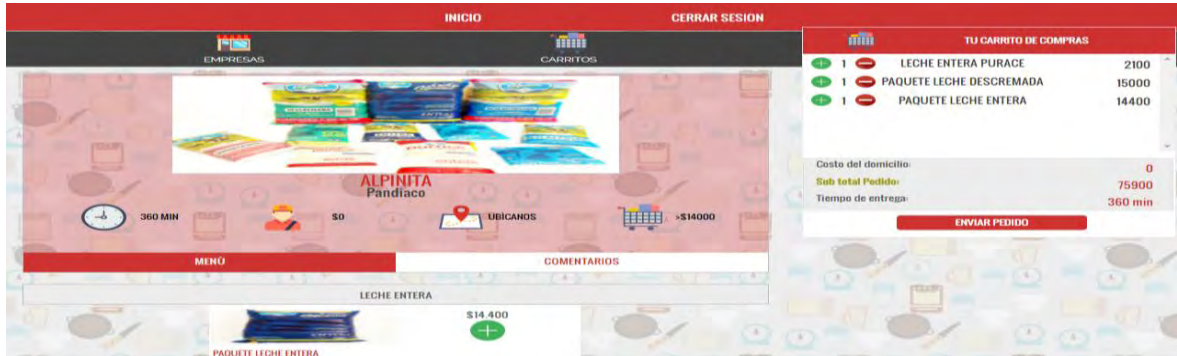 INICIO
CERRAR SESION
EMPRESAS
CARRITOS
TU CARRITO DE COMPRAS
1 LECHE ENTERA PURACE 2100
1 PAQUETE LECHE DESCREMADA 15000
1 PAQUETE LECHE ENTERA 14400
Costo del domicilio: 0
Sub total Pedido: 75900
Tiempo de entrega: 360 min
ENVIAR PEDIDO
ALPINITA
Pandiaco
360 MIN
$0
UBÍCANOS
>$14000
MENÚ
COMENTARIOS
LECHE ENTERA
$14.400
PAQUETE LECHE ENTERA